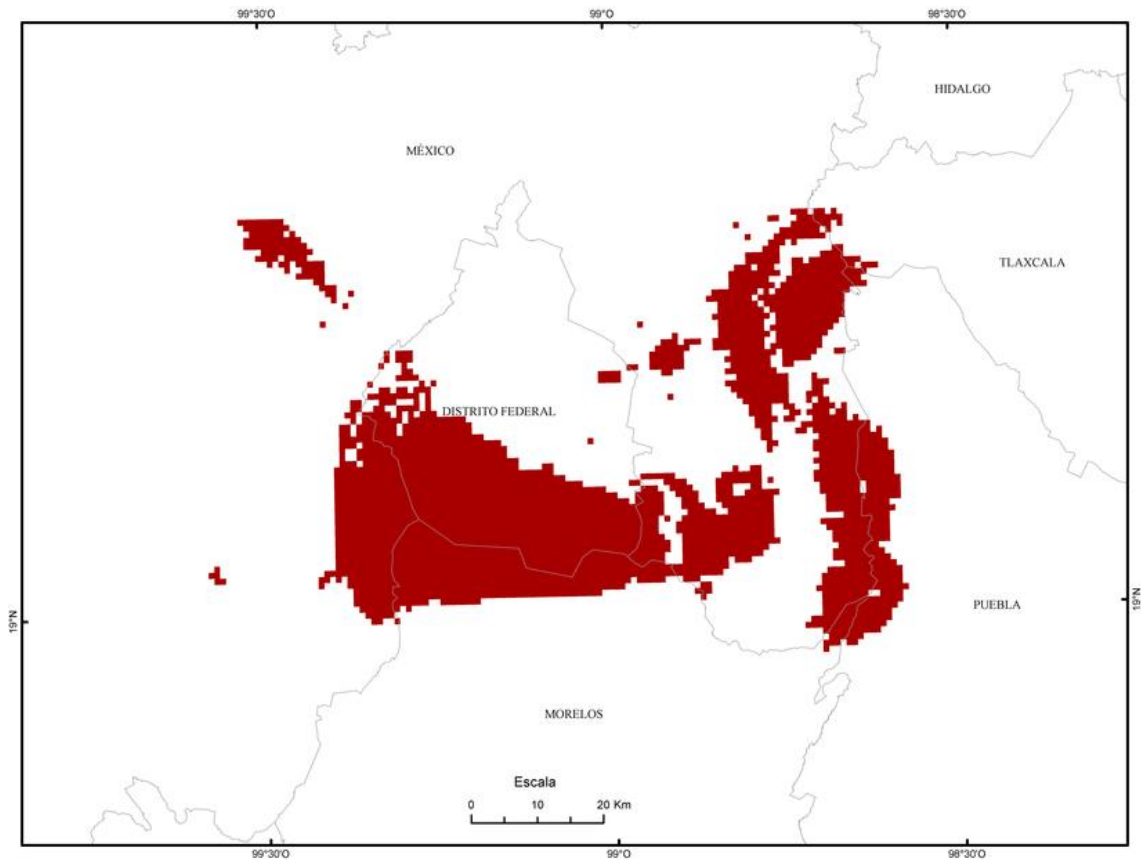 99°30'O
99°O
98°30'O
HIDALGO
MÉXICO
TLAXCALA
DISTRITO FEDERAL
19°N
19°N
PUEBLA
MORELOS
Escala
0 10 20 Km
99°30'O
99°O
98°30'O